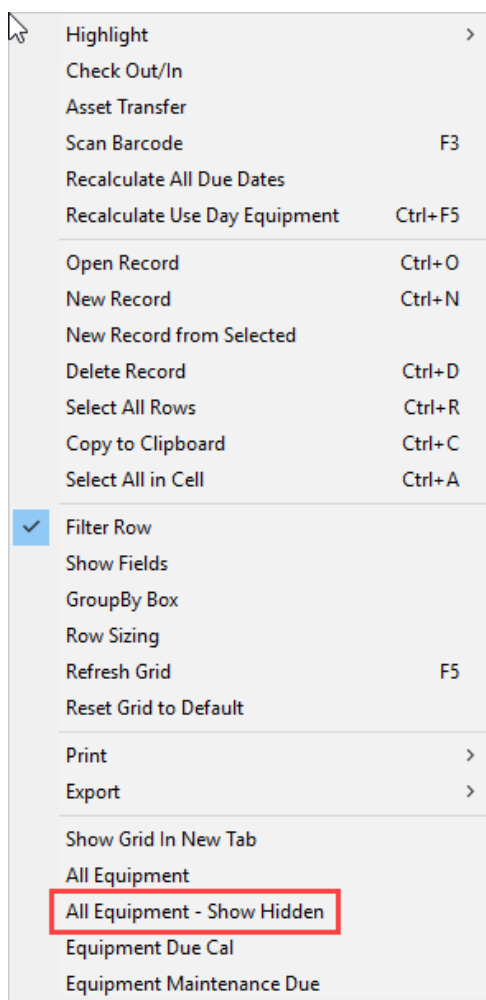 Highlight
Check Out/In
Asset Transfer
Scan Barcode F3
Recalculate All Due Dates
Recalculate Use Day Equipment Ctrl+F5
Open Record Ctrl+O
New Record Ctrl+N
New Record from Selected
Delete Record Ctrl+D
Select All Rows Ctrl+R
Copy to Clipboard Ctrl+C
Select All in Cell Ctrl+A
Filter Row
Show Fields
GroupBy Box
Row Sizing
Refresh Grid F5
Reset Grid to Default
Print
Export
Show Grid In New Tab
All Equipment
All Equipment - Show Hidden
Equipment Due Cal
Equipment Maintenance Due